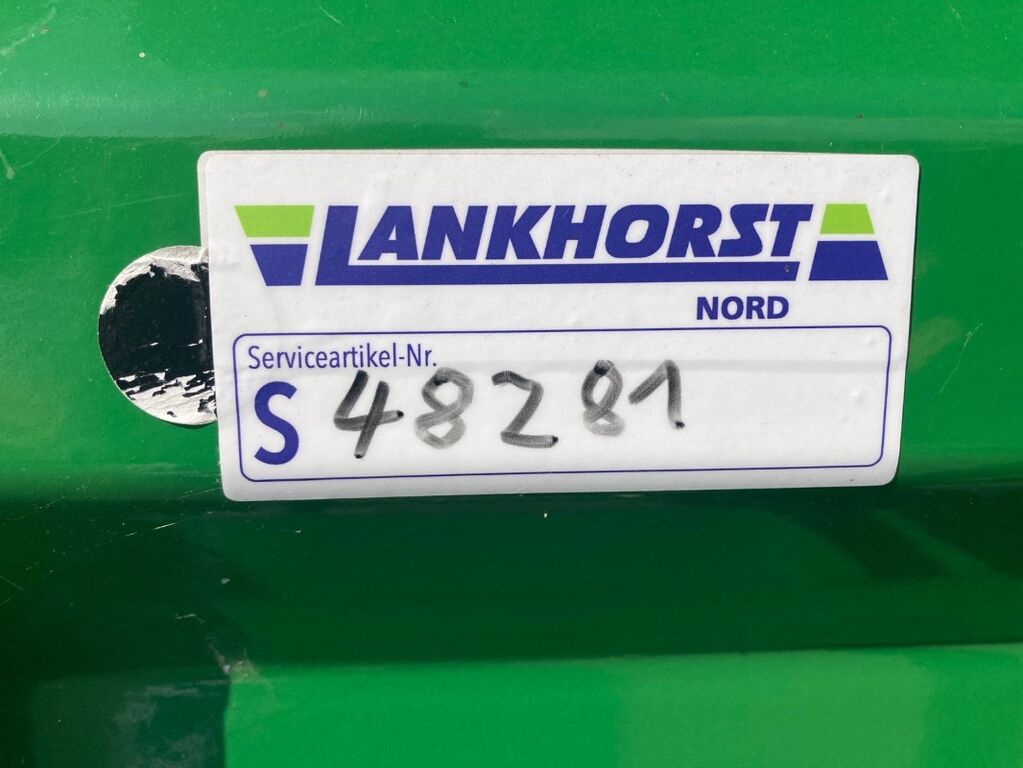 LANKHORST
NORD
Serviceartikel-Nr.
S 48281